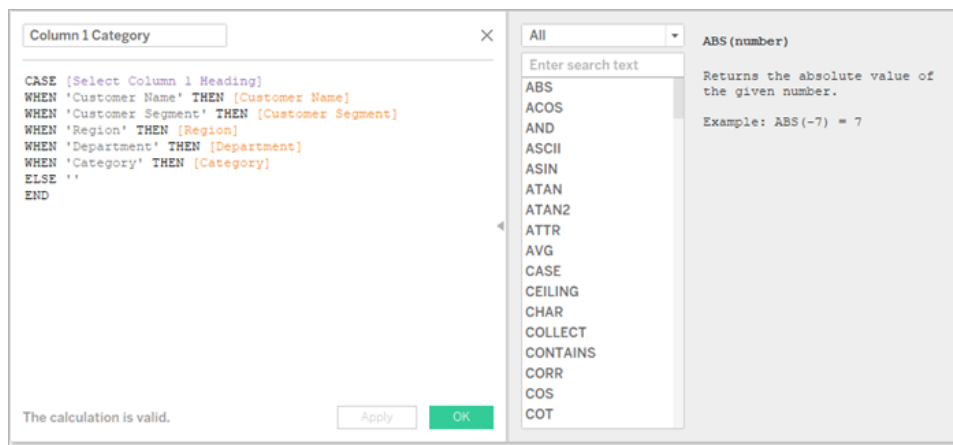 Column 1 Category
CASE [Select Column 1 Heading]
WHEN 'Customer Name' THEN [Customer Name]
WHEN 'Customer Segment' THEN [Customer Segment]
WHEN 'Region' THEN [Region]
WHEN 'Department' THEN [Department]
WHEN 'Category' THEN [Category]
ELSE ''
END
The calculation is valid.
Apply
OK
All
Enter search text
ABS
ACOS
AND
ASCII
ASIN
ATAN
ATAN2
ATTR
AVG
CASE
CEILING
CHAR
COLLECT
CONTAINS
CORR
COS
COT
ABS(number)
Returns the absolute value of
the given number.
Example: ABS(-7) = 7